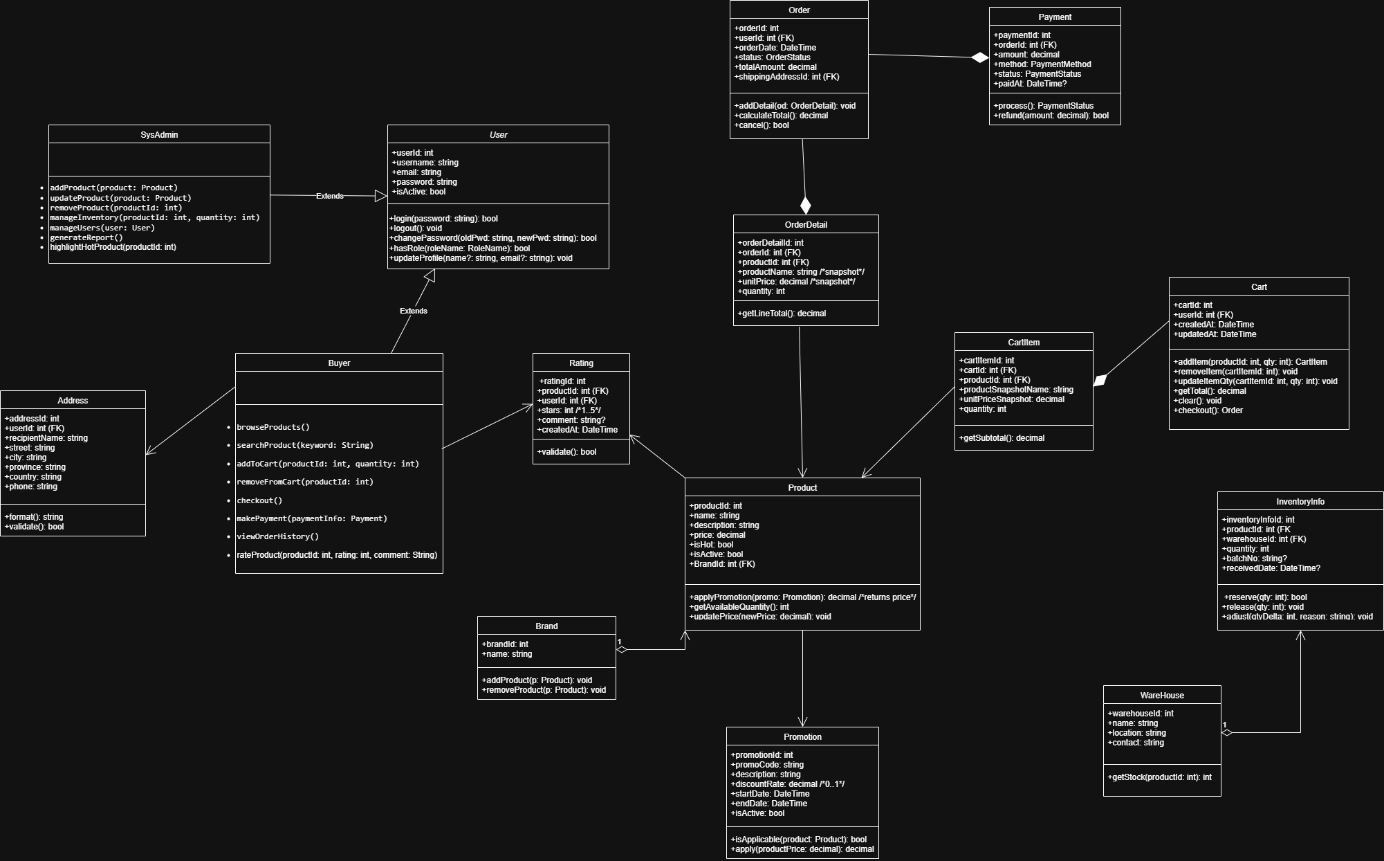 Order
+orderId: int
+userId: int (FK)
+orderDate: DateTime
+status: OrderStatus
+totalAmount: decimal
+shippingAddressId: int (FK)
+addDetail(od: OrderDetail): void
+calculateTotal(): decimal
+cancel(): bool
Payment
+paymentId: int
+orderId: int (FK)
+amount: decimal
+method: PaymentMethod
+status: PaymentStatus
+paidAt: DateTime?
+process(): PaymentStatus
+refund(amount: decimal): bool
SysAdmin
addProduct(product: Product)
updateProduct(product: Product)
removeProduct(productId: int)
manageInventory(productId: int, quantity: int)
manageUsers(user: User)
generateReport()
highlightHotProduct(productId: int)
Extends
User
+userId: int
+username: string
+email: string
+password: string
+isActive: bool
+login(password: string): bool
+logout(): void
+changePassword(oldPwd: string, newPwd: string): bool
+hasRole(roleName: RoleName): bool
+updateProfile(name?: string, email?: string): void
Extends
OrderDetail
+orderDetailId: int
+orderId: int (FK)
+productId: int (FK)
+productName: string /*snapshot*/
+unitPrice: decimal /*snapshot*/
+quantity: int
+getLineTotal(): decimal
Cart
+cartId: int
+userId: int (FK)
+createdAt: DateTime
+updatedAt: DateTime
+addItem(productId: int, qty: int): CartItem
+removeItem(cartItemId: int): void
+updateItemQty(cartItemId: int, qty: int): void
+getTotal(): decimal
+clear(): void
+checkout(): Order
CartItem
+cartItemId: int
+cartId: int (FK)
+productId: int (FK)
+productSnapshotName: string
+unitPriceSnapshot: decimal
+quantity: int
+getSubtotal(): decimal
Buyer
browseProducts()
searchProduct(keyword: String)
addToCart(productId: int, quantity: int)
removeFromCart(productId: int)
checkout()
makePayment(paymentInfo: Payment)
viewOrderHistory()
rateProduct(productId: int, rating: int, comment: String)
Rating
+ratingId: int
+productId: int (FK)
+userId: int (FK)
+stars: int /*1..5*/
+comment: string?
+createdAt: DateTime
+validate(): bool
Address
+addressId: int
+userId: int (FK)
+recipientName: string
+street: string
+city: string
+province: string
+country: string
+phone: string
+format(): string
+validate(): bool
Product
+productId: int
+name: string
+description: string
+price: decimal
+isHot: bool
+isActive: bool
+BrandId: int (FK)
+applyPromotion(promo: Promotion): decimal /*returns price*/
+getAvailableQuantity(): int
+updatePrice(newPrice: decimal): void
InventoryInfo
+inventoryInfoId: int
+productId: int (FK
+warehouseId: int (FK)
+quantity: int
+batchNo: string?
+receivedDate: DateTime?
+reserve(qty: int): bool
+release(qty: int): void
+adjust(qtyDelta: int, reason: string): void
Brand
+brandId: int
+name: string
+addProduct(p: Product): void
+removeProduct(p: Product): void
1
WareHouse
+warehouseId: int
+name: string
+location: string
+contact: string
+getStock(productId: int): int
1
Promotion
+promotionId: int
+promoCode: string
+description: string
+discountRate: decimal /*0..1*/
+startDate: DateTime
+endDate: DateTime
+isActive: bool
+isApplicable(product: Product): bool
+apply(productPrice: decimal): decimal